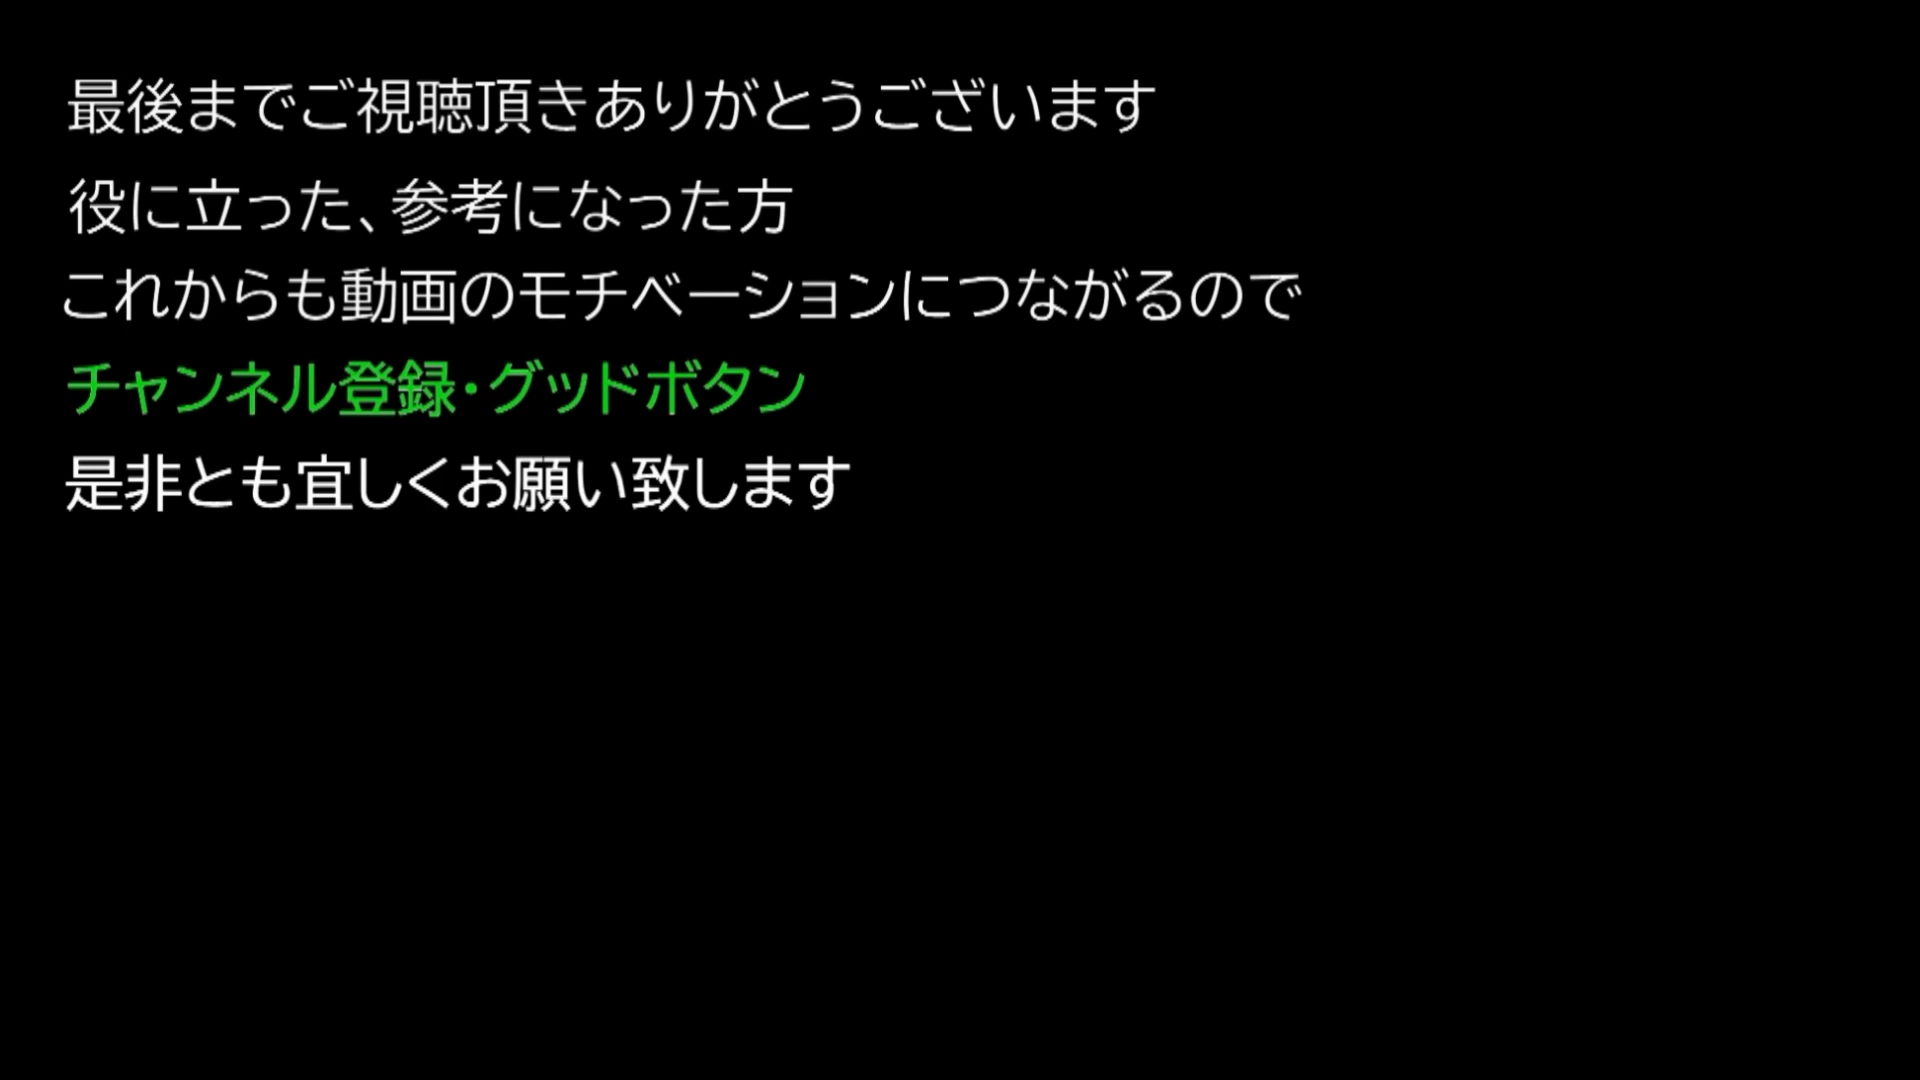 最後までご視聴頂きありがとうございます
役に立った、参考になった方
これからも動画のモチベーションにつながるので
チャンネル登録・グッドボタン
是非とも宜しくお願い致します